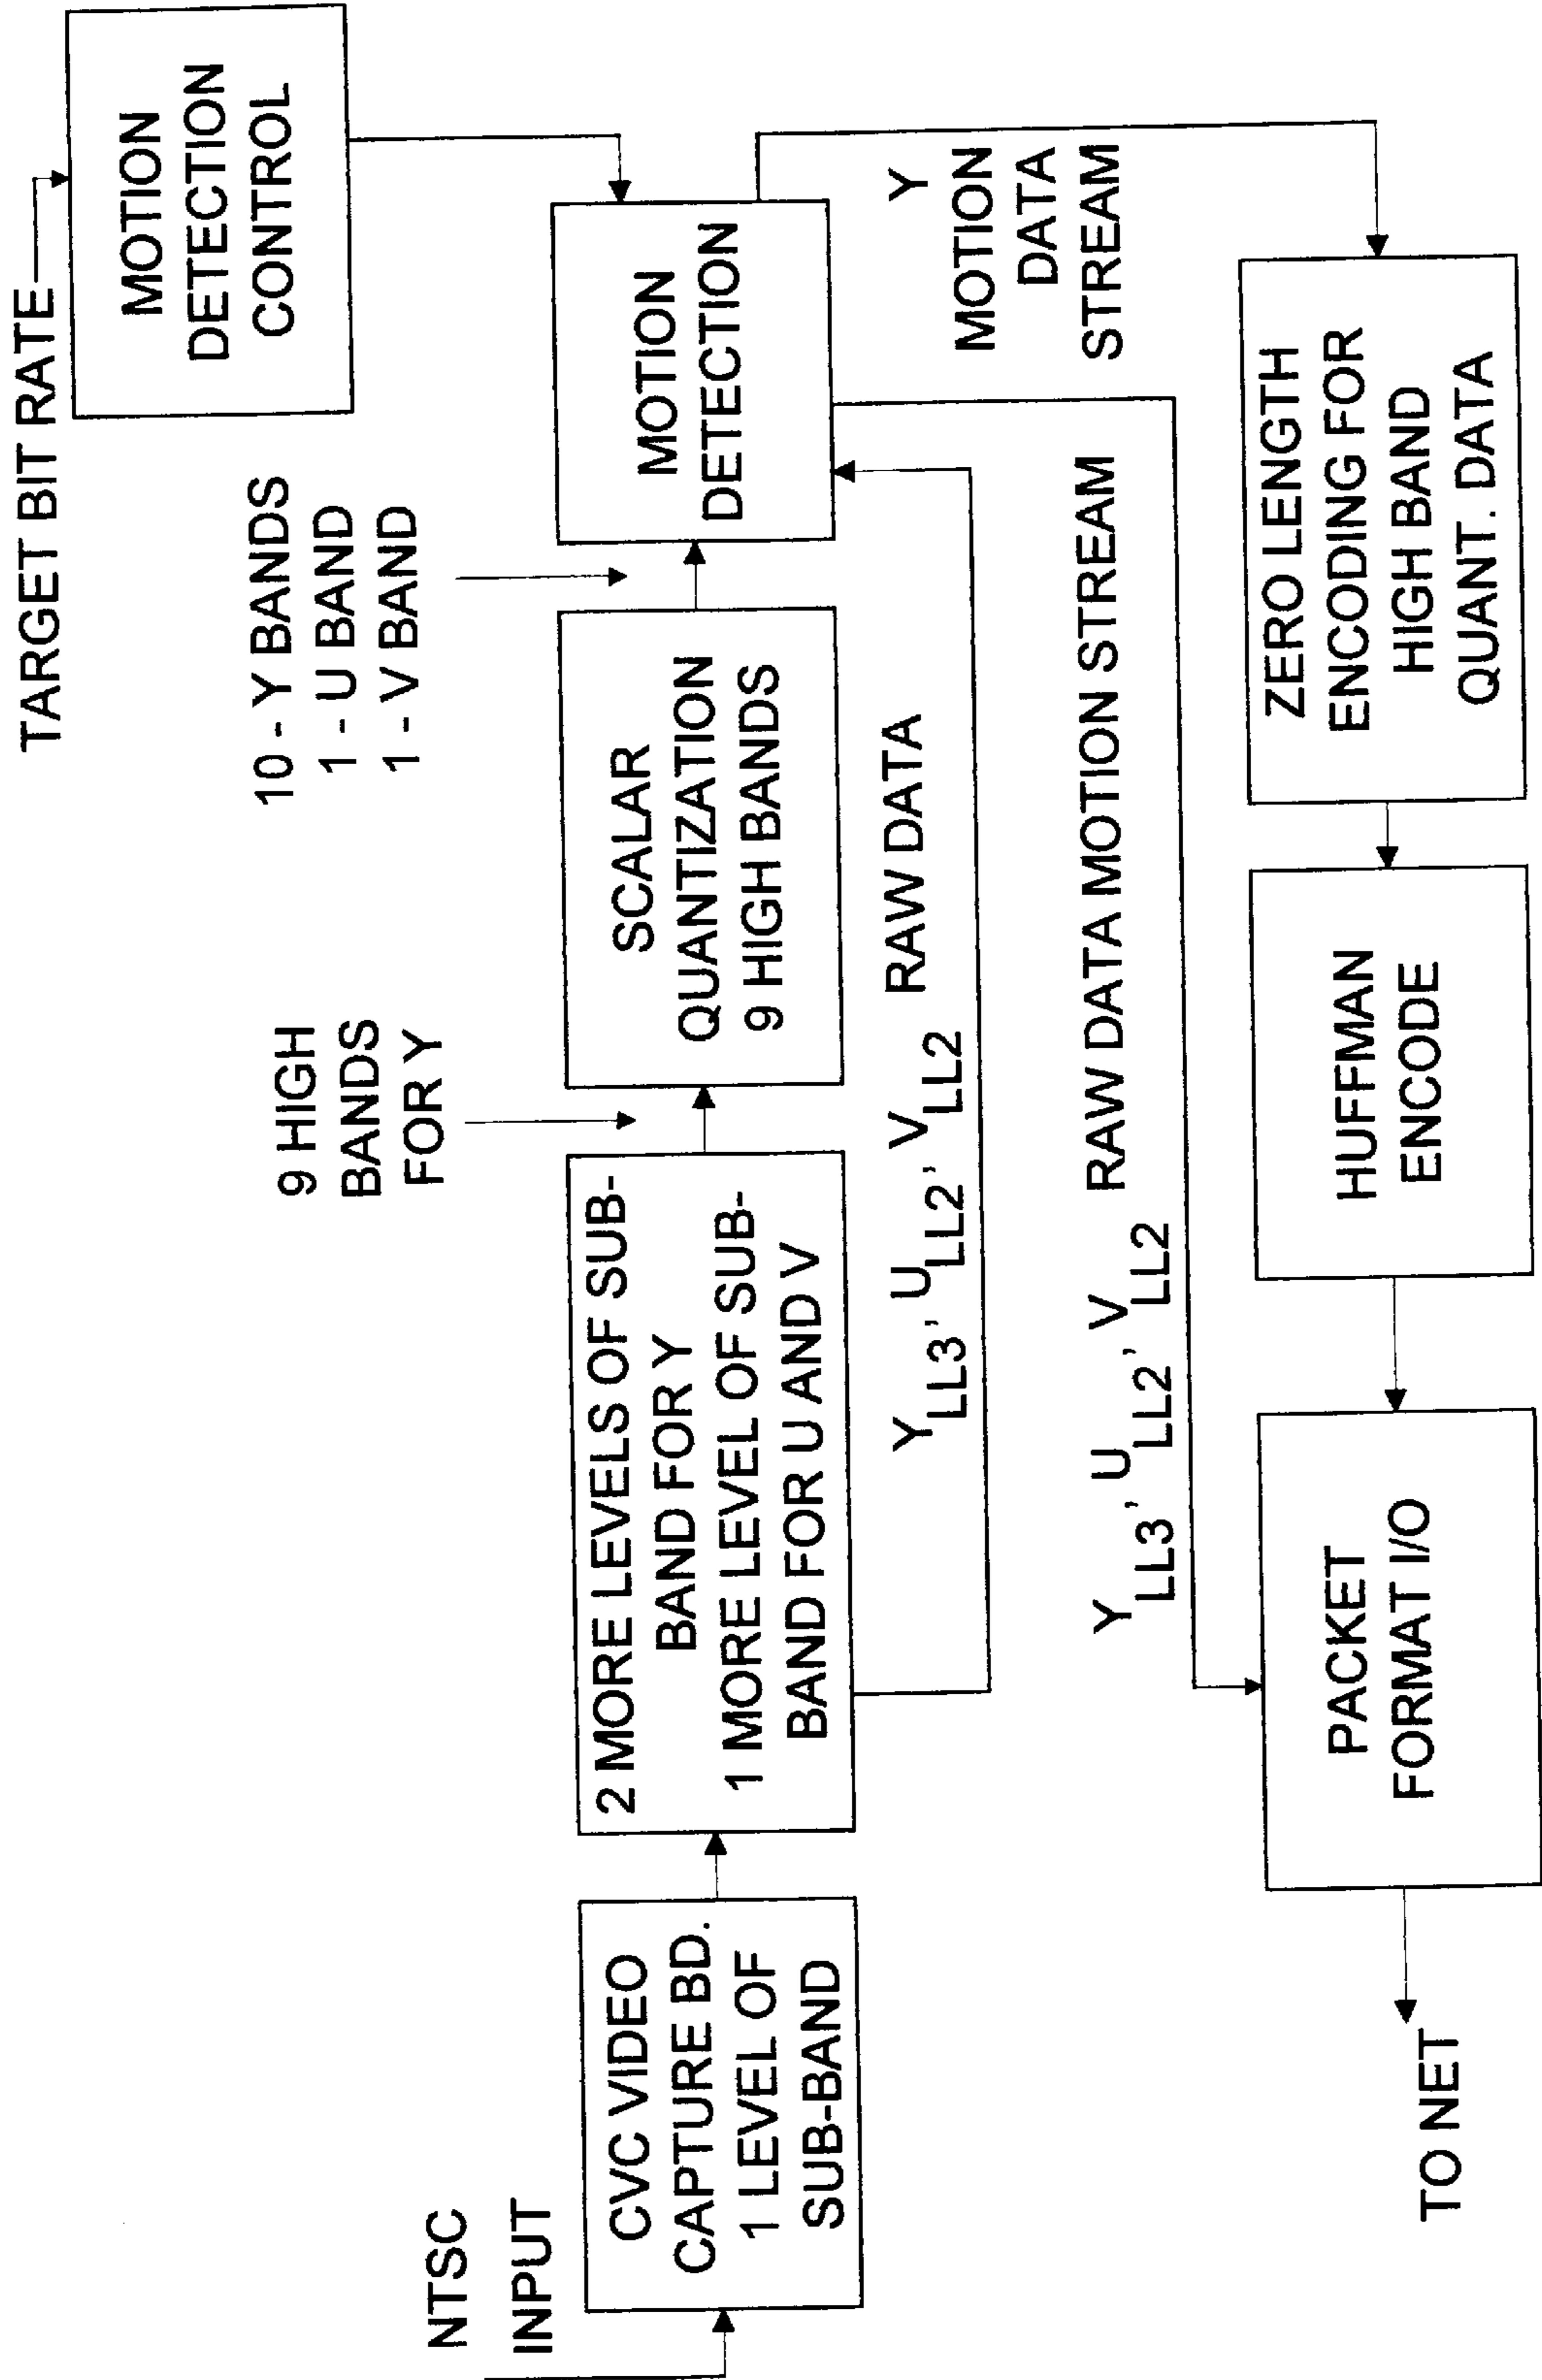 TARGET BIT RATE
MOTION
DETECTION
CONTROL
10 - Y BANDS
1 - U BAND
1 - V BAND
9 HIGH
BANDS
FOR Y
NTSC
INPUT
CVC VIDEO
CAPTURE BD.
1 LEVEL OF
SUB-BAND
2 MORE LEVELS OF SUB-
BAND FOR Y
1 MORE LEVEL OF SUB-
BAND FOR U AND V
SCALAR
QUANTIZATION
9 HIGH BANDS
MOTION
DETECTION
Y LL3, U LL2, V LL2 RAW DATA
Y
MOTION
DATA
STREAM
Y LL3, U LL2, V LL2 RAW DATA MOTION STREAM
TO NET
PACKET
FORMAT I/O
HUFFMAN
ENCODE
ZERO LENGTH
ENCODING FOR
HIGH BAND
QUANT. DATA